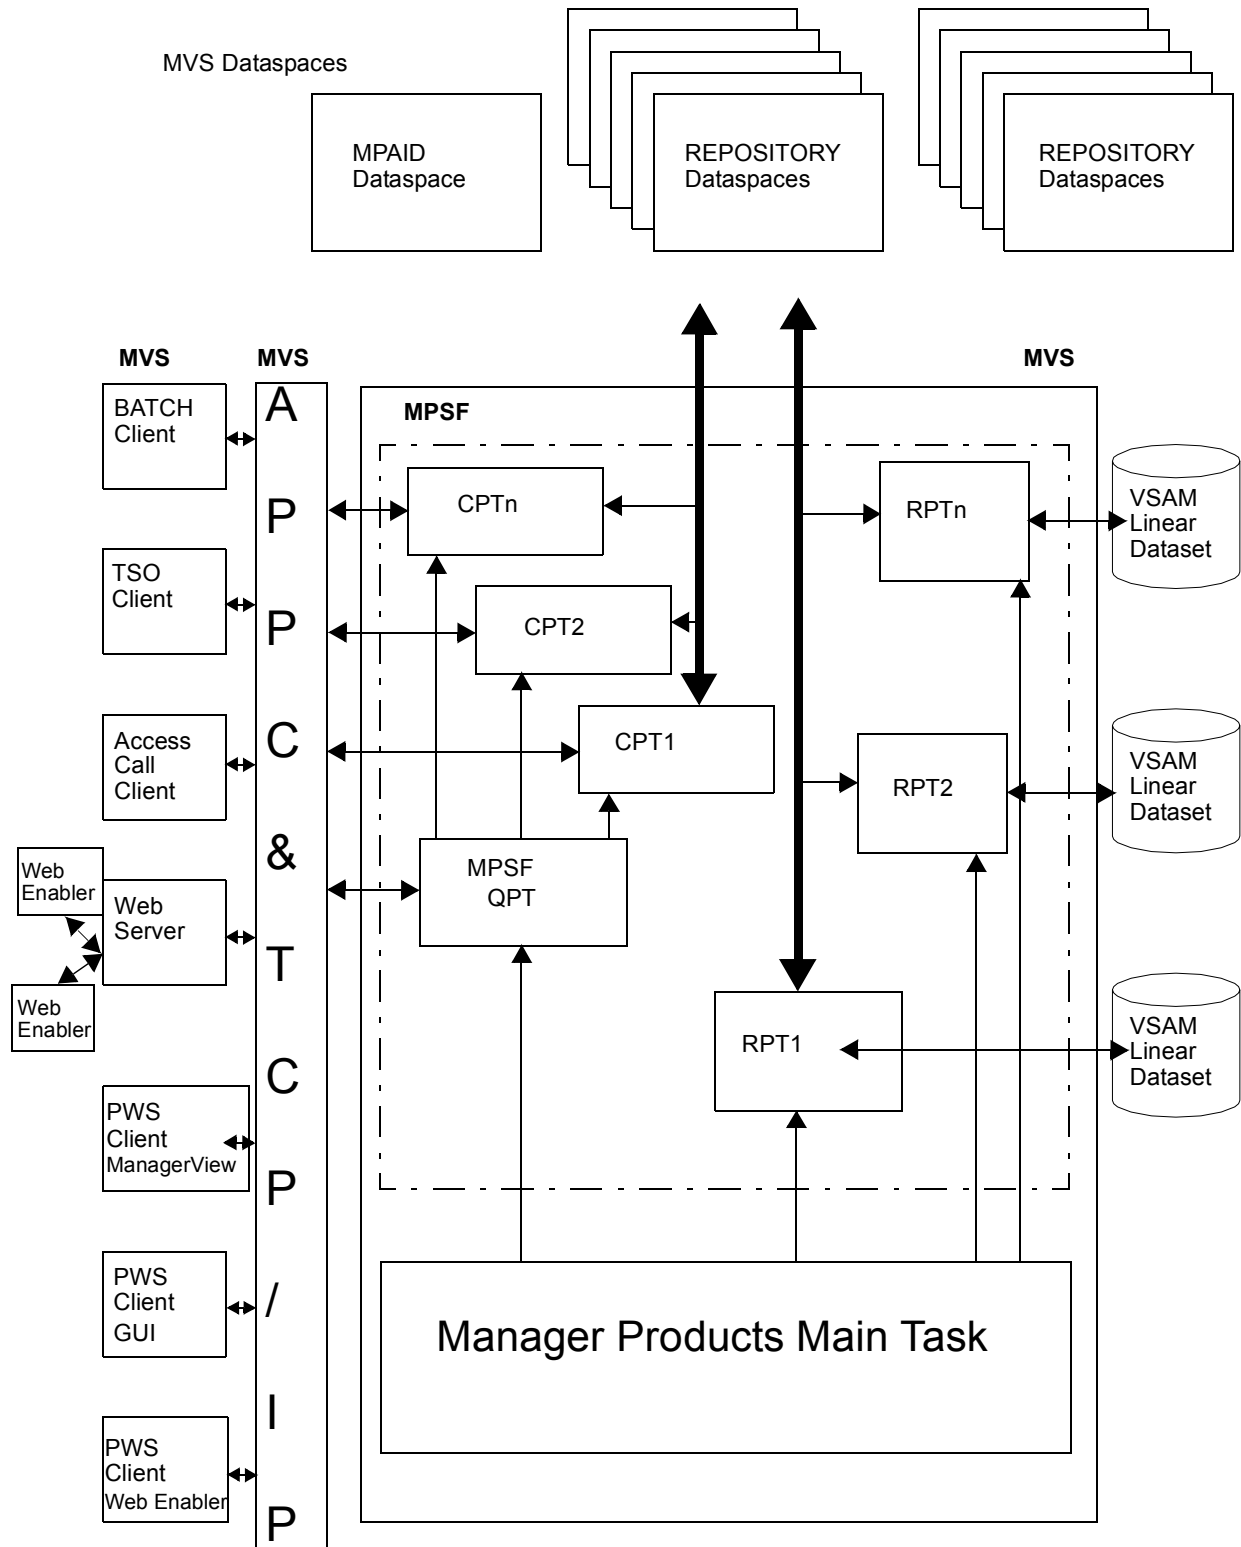 MVS Dataspaces
MPAID
Dataspace
REPOSITORY
Dataspaces
REPOSITORY
Dataspaces
MVS
MVS
MVS
BATCH
Client
TSO
Client
Access
Call
Client
Web
Enabler
Web
Server
Web
Enabler
PWS
Client
ManagerView
PWS
Client
GUI
PWS
Client
Web Enabler
A
P
P
C
&
T
C
P
/
I
P
MPSF
CPTn
CPT2
CPT1
MPSF
QPT
RPTn
RPT2
RPT1
VSAM
Linear
Dataset
VSAM
Linear
Dataset
VSAM
Linear
Dataset
Manager Products Main Task